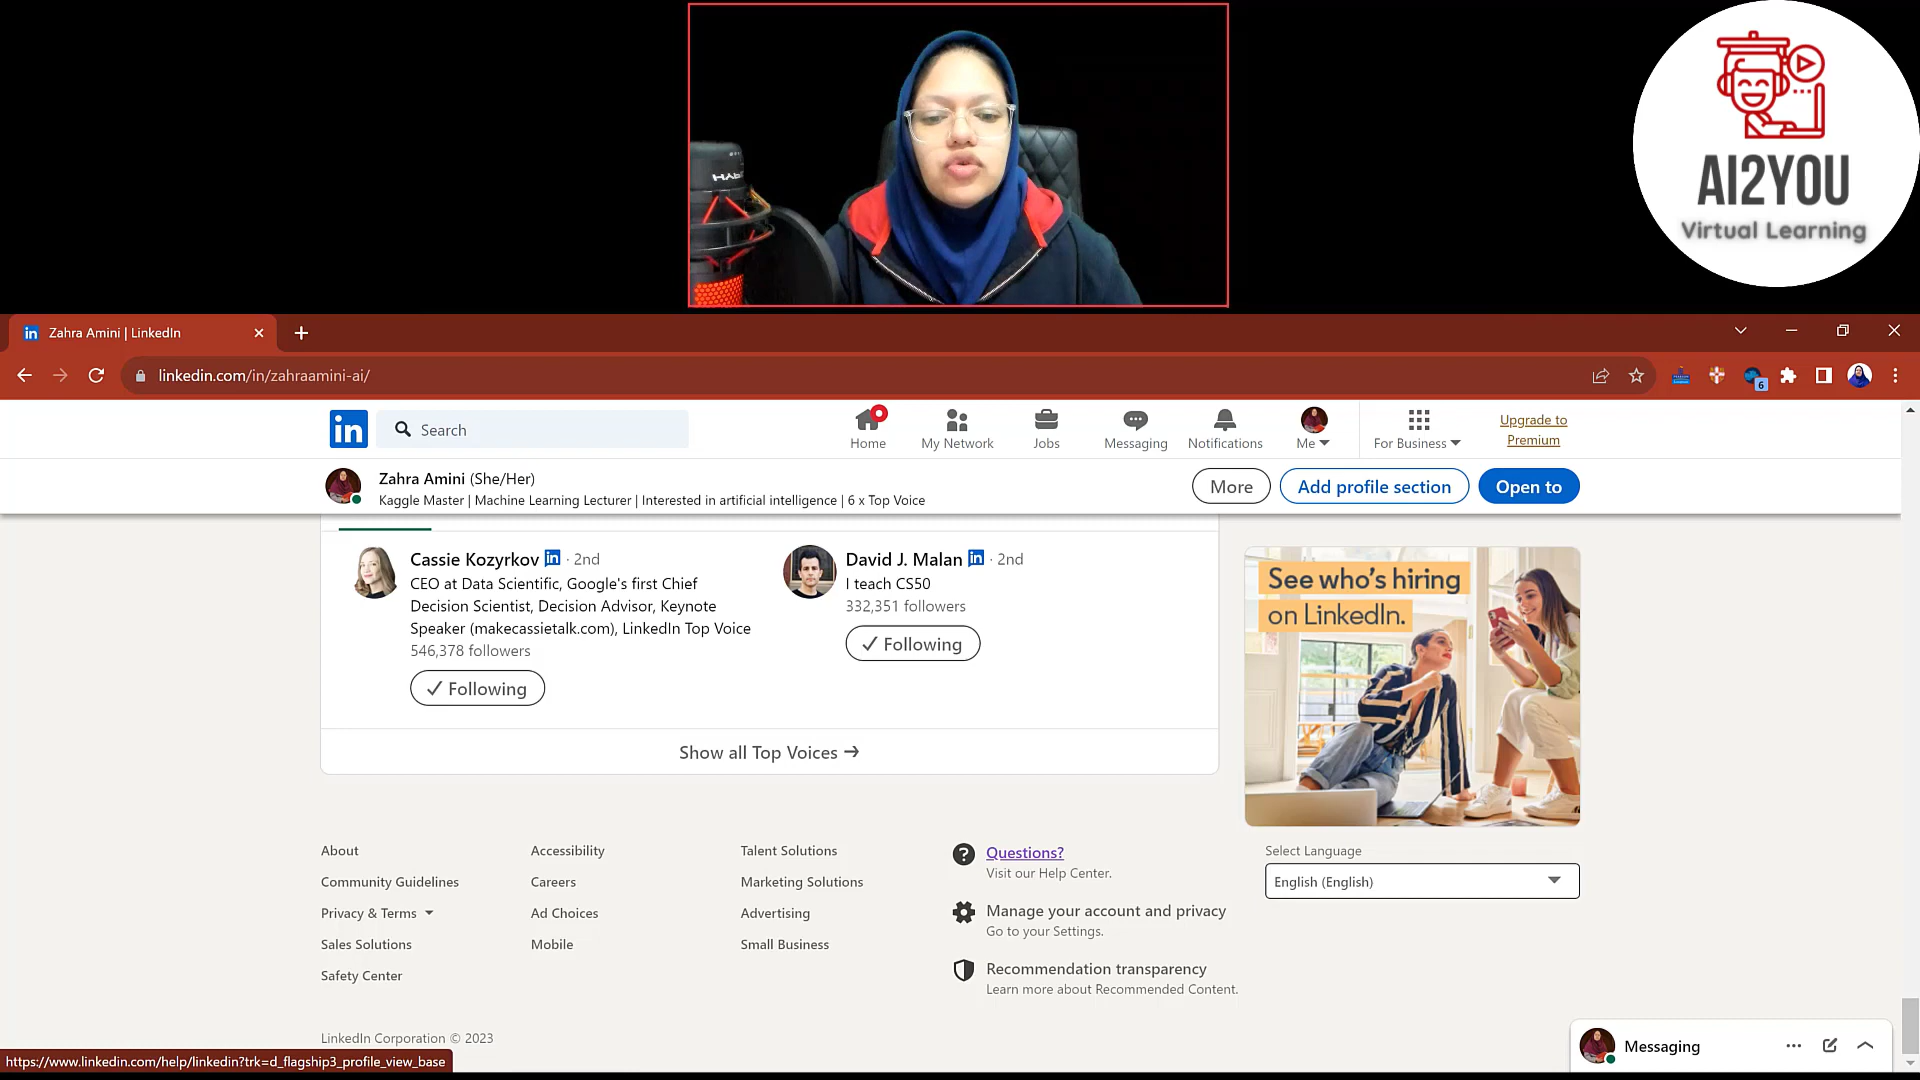 AI2YOU
Virtual Learning
Zahra Amini | LinkedIn
linkedin.com/in/zahraamini-ai/
6
in
Search
Home
My Network
Jobs
Messaging
Notifications
Me
For Business
Upgrade to
Premium
Zahra Amini (She/Her)
Kaggle Master | Machine Learning Lecturer | Interested in artificial intelligence | 6 x Top Voice
More
Add profile section
Open to
Cassie Kozyrkov in · 2nd
CEO at Data Scientific, Google's first Chief
Decision Scientist, Decision Advisor, Keynote
Speaker (makecassietalk.com), LinkedIn Top Voice
546,378 followers
Following
David J. Malan in · 2nd
I teach CS50
332,351 followers
Following
Show all Top Voices
See who's hiring
on LinkedIn.
About
Community Guidelines
Privacy & Terms
Sales Solutions
Safety Center
Accessibility
Careers
Ad Choices
Mobile
Talent Solutions
Marketing Solutions
Advertising
Small Business
Questions?
Visit our Help Center.
Manage your account and privacy
Go to your Settings.
Recommendation transparency
Learn more about Recommended Content.
Select Language
English (English)
LinkedIn Corporation © 2023
https://www.linkedin.com/help/linkedin?trk=d_flagship3_profile_view_base
Messaging